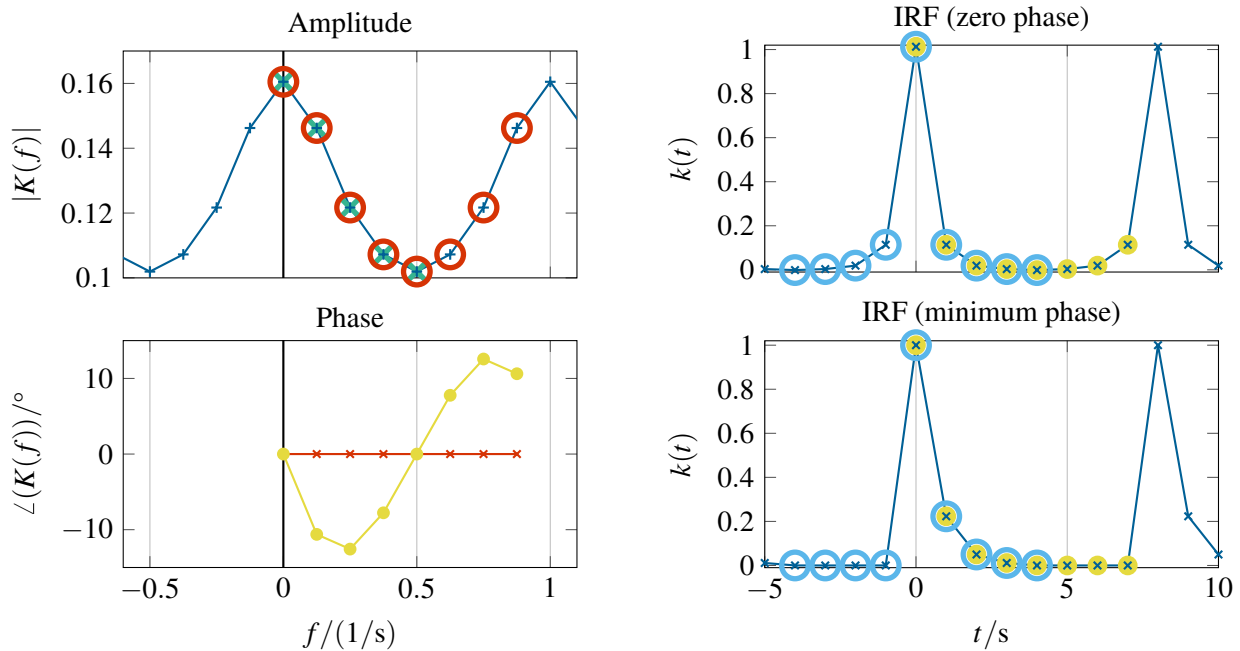 Amplitude
0.16
0.14
0.12
0.1
|K(f)|
Phase
10
0
−10
∠(K(f))/°
−0.5
0
0.5
1
f/(1/s)
IRF (zero phase)
1
0.8
0.6
0.4
0.2
0
k(t)
IRF (minimum phase)
1
0.8
0.6
0.4
0.2
0
k(t)
−5
0
5
10
t/s